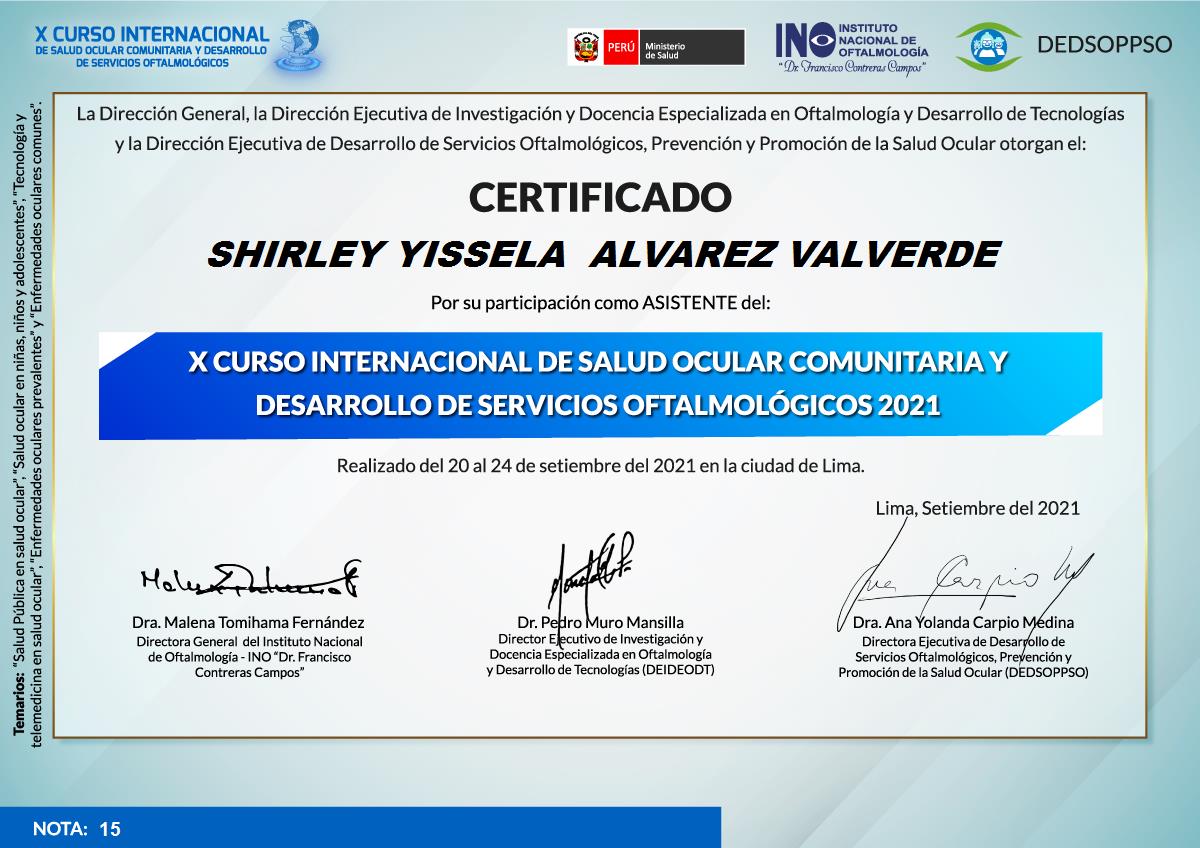 X CURSO INTERNACIONAL
DE SALUD OCULAR COMUNITARIA Y DESARROLLO
DE SERVICIOS OFTALMOLÓGICOS
PERÚ
Ministerio
de Salud
INO
INSTITUTO
NACIONAL DE
OFTALMOLOGÍA
"Dr. Francisco Contreras Campos"
DEDSOPPSO
La Dirección General, la Dirección Ejecutiva de Investigación y Docencia Especializada en Oftalmología y Desarrollo de Tecnologías
y la Dirección Ejecutiva de Desarrollo de Servicios Oftalmológicos, Prevención y Promoción de la Salud Ocular otorgan el:
CERTIFICADO
SHIRLEY YISSELA ALVAREZ VALVERDE
Por su participación como ASISTENTE del:
X CURSO INTERNACIONAL DE SALUD OCULAR COMUNITARIA Y
DESARROLLO DE SERVICIOS OFTALMOLÓGICOS 2021
Realizado del 20 al 24 de setiembre del 2021 en la ciudad de Lima.
Lima, Setiembre del 2021
Dra. Malena Tomihama Fernández
Directora General del Instituto Nacional
de Oftalmología - INO "Dr. Francisco
Contreras Campos"
Dr. Pedro Muro Mansilla
Director Ejecutivo de Investigación y
Docencia Especializada en Oftalmología
y Desarrollo de Tecnologías (DEIDEODT)
Dra. Ana Yolanda Carpio Medina
Directora Ejecutiva de Desarrollo de
Servicios Oftalmológicos, Prevención y
Promoción de la Salud Ocular (DEDSOPPSO)
Temarios: "Salud Pública en salud ocular", "Salud ocular en niñas, niños y adolescentes", "Tecnología y
telemedicina en salud ocular", "Enfermedades oculares prevalentes" y "Enfermedades oculares comunes".
NOTA: 15